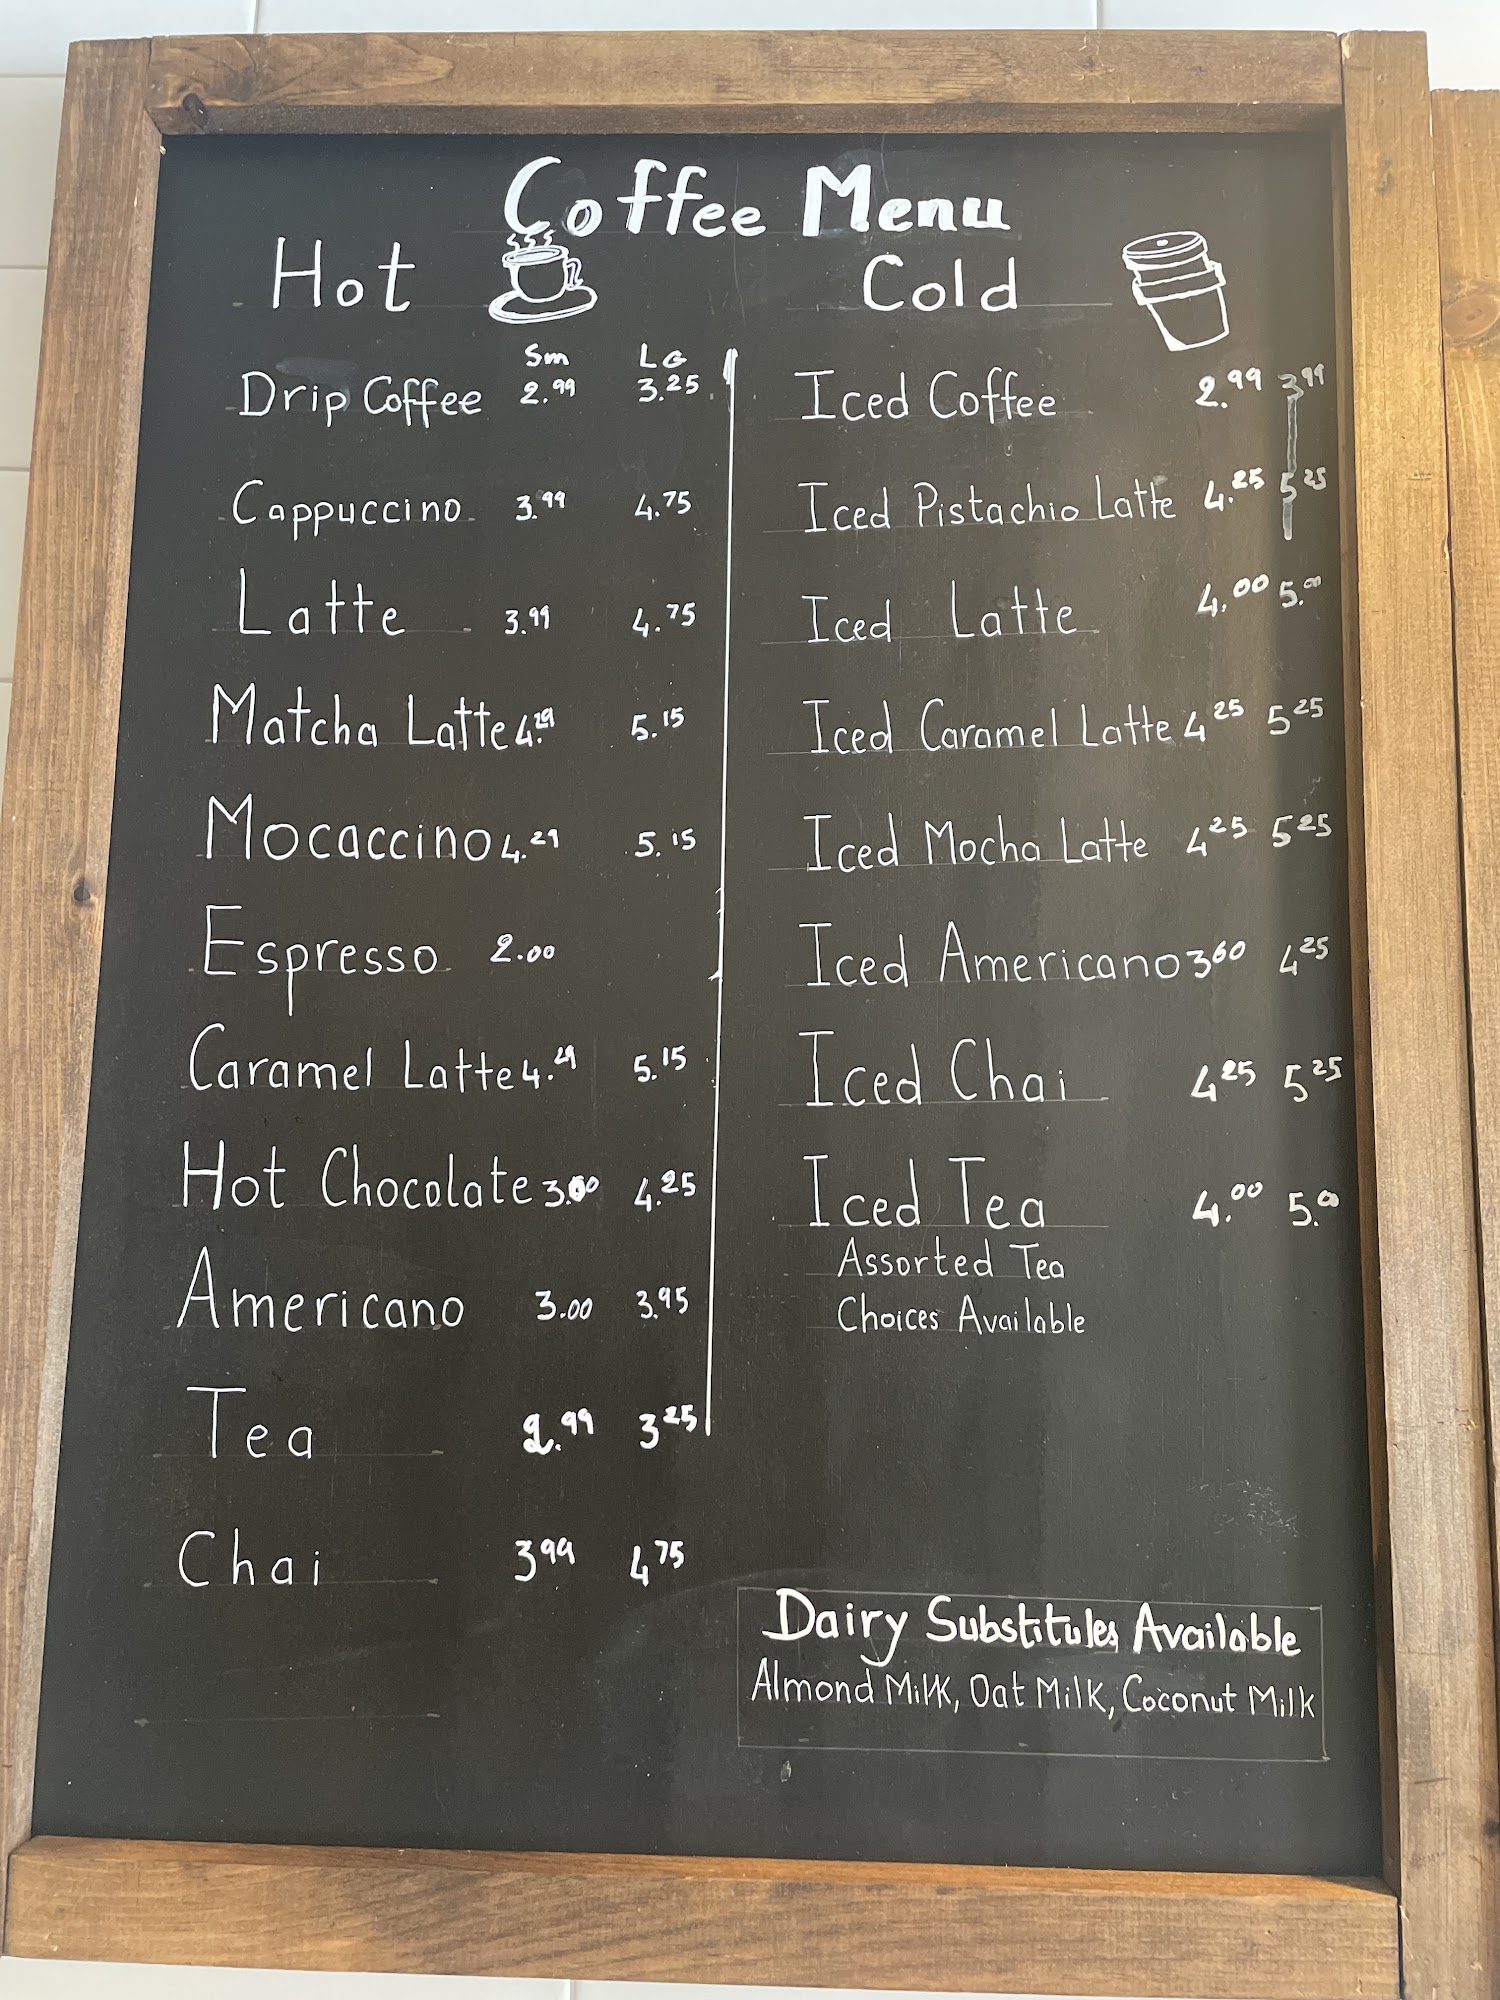 Coffee Menu
Hot
Sm LG
Drip Coffee 2.99 3.25
Cappuccino 3.99 4.75
Latte 3.99 4.75
Matcha Latte 4.29 5.15
Mocaccino 4.29 5.15
Espresso 2.00
Caramel Latte 4.29 5.15
Hot Chocolate 3.60 4.25
Americano 3.00 3.95
Tea 2.99 3 25
Chai 3 99 4 75
Cold
Iced Coffee 2.99 3 99
Iced Pistachio Latte 4.25 5 25
Iced Latte 4.00 5.00
Iced Caramel Latte 4 25 5 25
Iced Mocha Latte 4 25 5 25
Iced Americano 3 60 4 25
Iced Chai 4 25 5 25
Iced Tea 4.00 5.00
Assorted Tea
Choices Available
Dairy Substitules Available
Almond Milk, Oat Milk, Coconut Milk